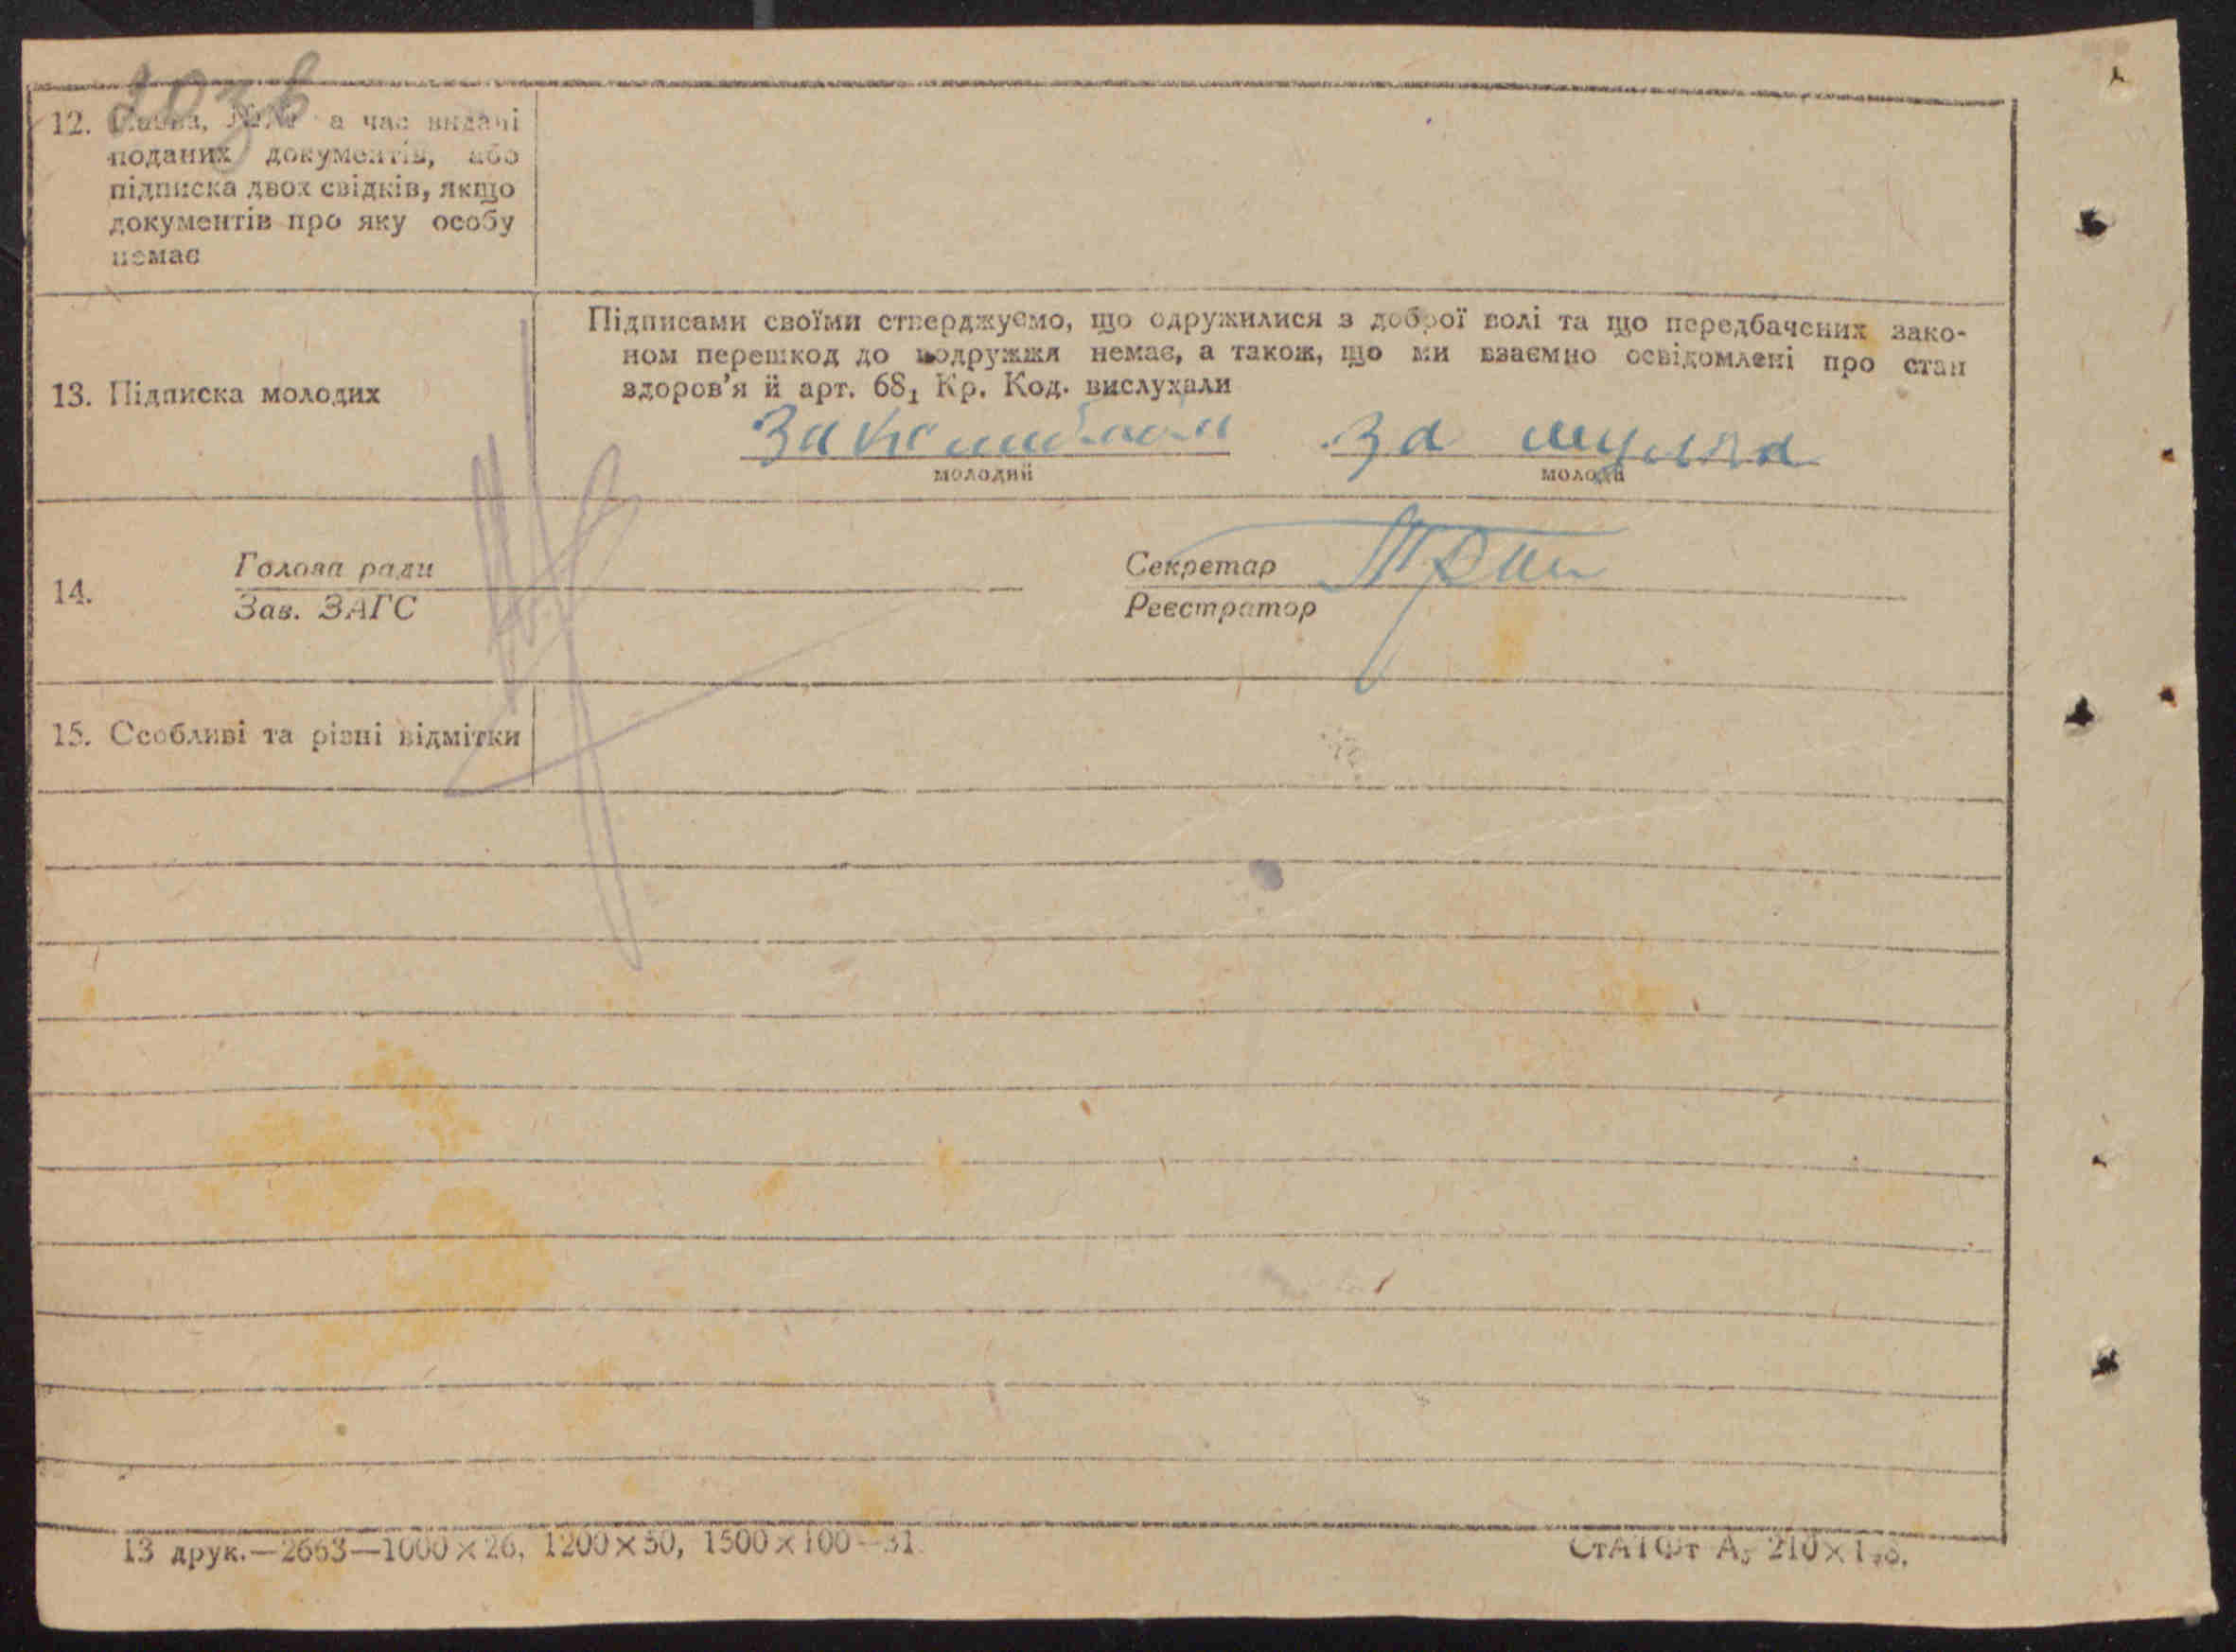 12. Назва, №№ а час видачі
поданих документів, або
підписка двох свідків, якщо
документів про яку особу
немає
13. Підписка молодих
Підписами своїми стверджуємо, що одружилися з доброї волі та що передбачених зако-
ном перешкод до подружжя немає, а також, що ми взаємно освідомлені про стан
здоров'я й арт. 68₁ Кр. Код. вислухали
за
молодий
молода
14.
Голова ради
Зав. ЗАГС
Секретар
Реєстратор
15. Особливі та різні відмітки
13 друк.—2663—1000×26, 1200×50, 1500×100—31.
СтАТФт А₅ 210×148.